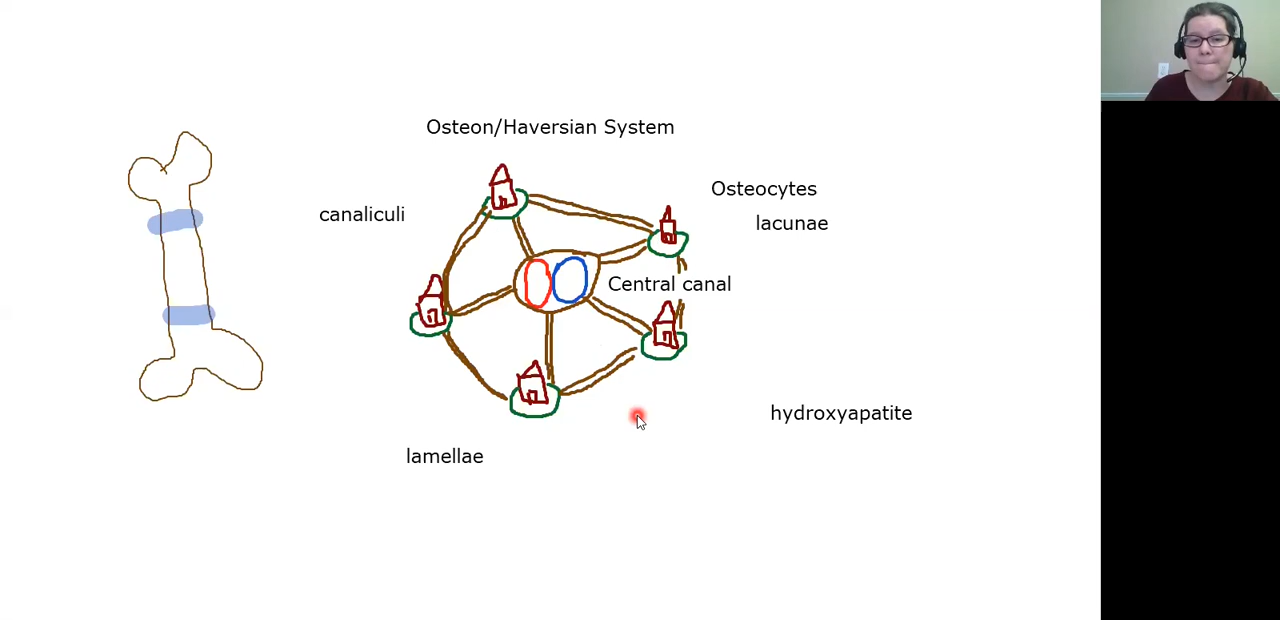 Osteon/Haversian System
Osteocytes
canaliculi
lacunae
Central canal
hydroxyapatite
lamellae